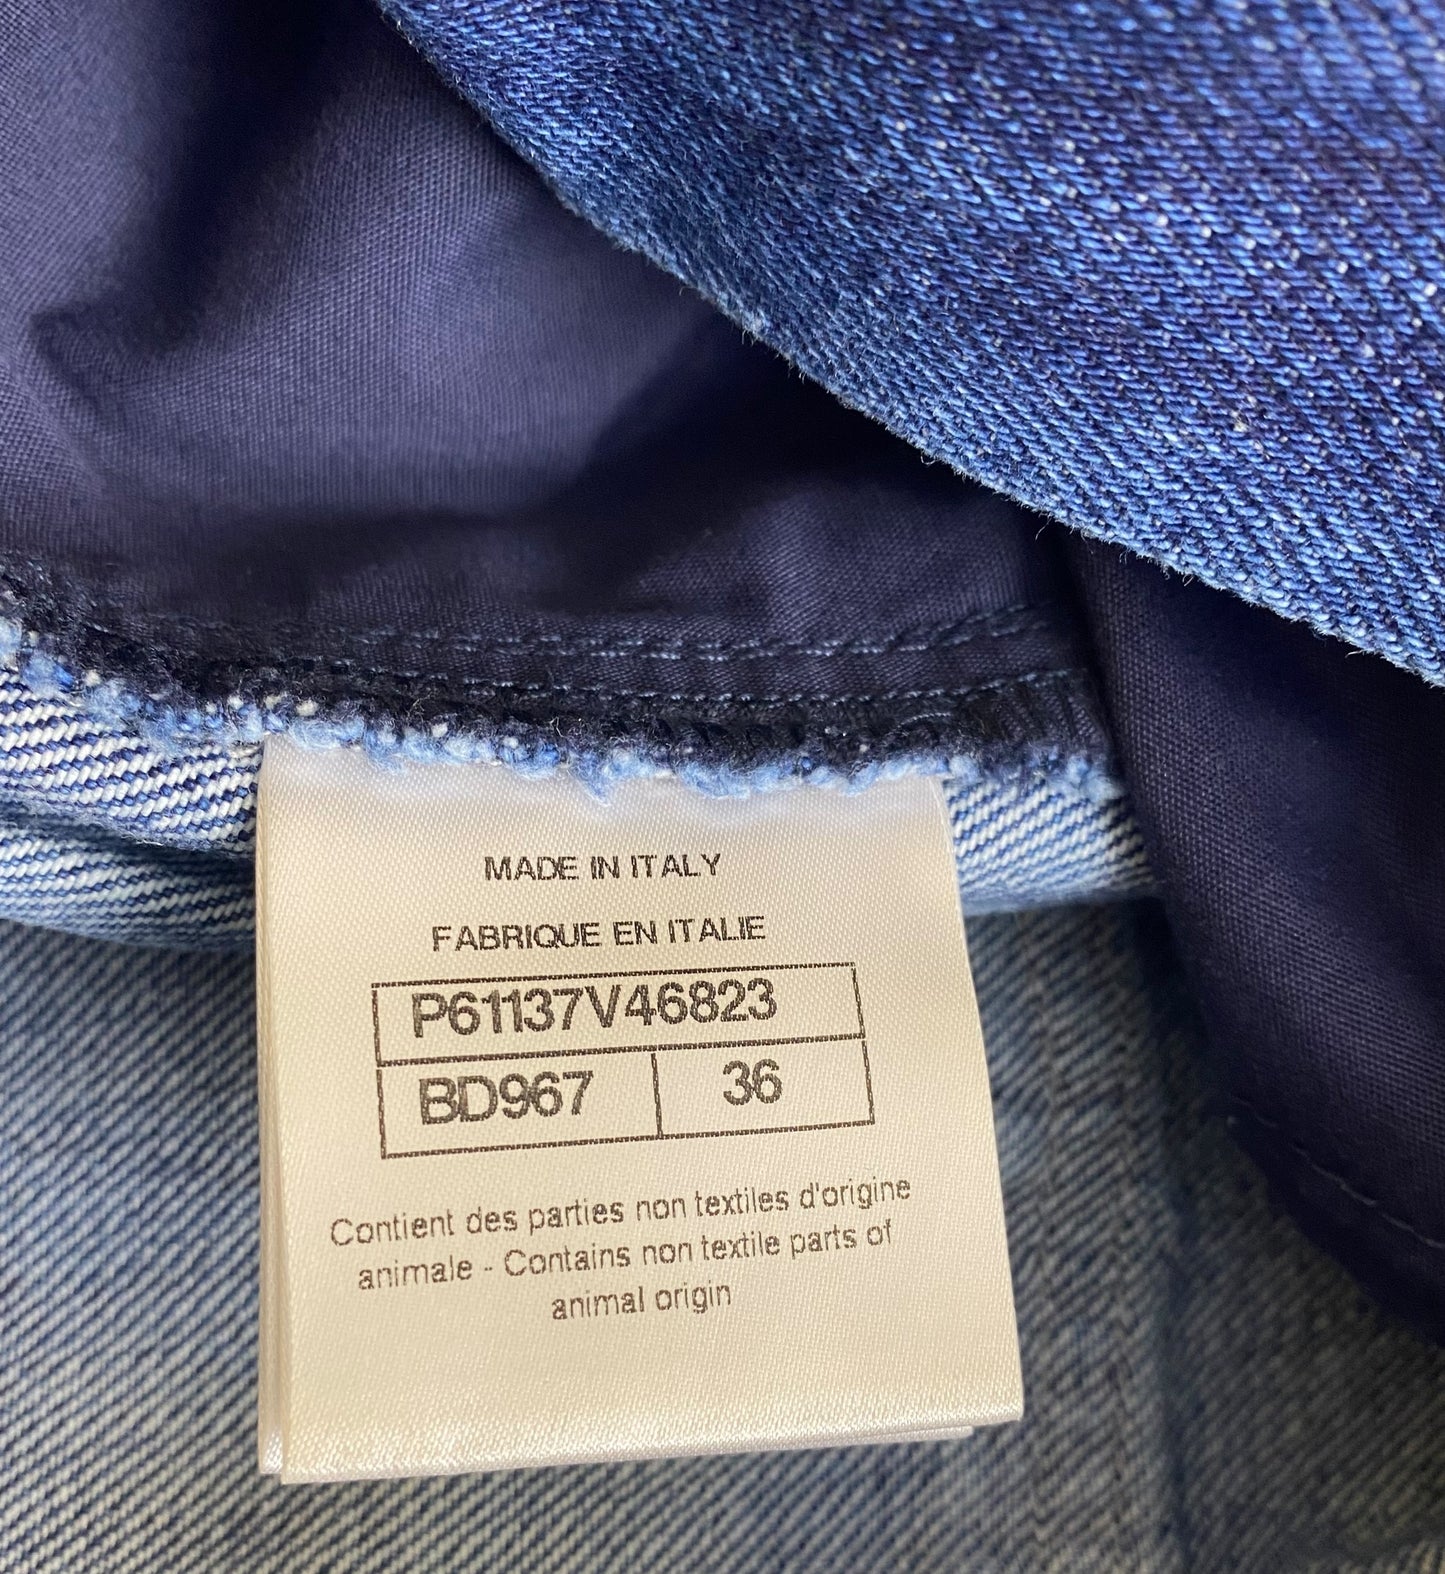 MADE IN ITALY
FABRIQUE EN ITALIE
P61137V46823
BD967 36
Contient des parties non textiles d'origine
animale - Contains non textile parts of
animal origin